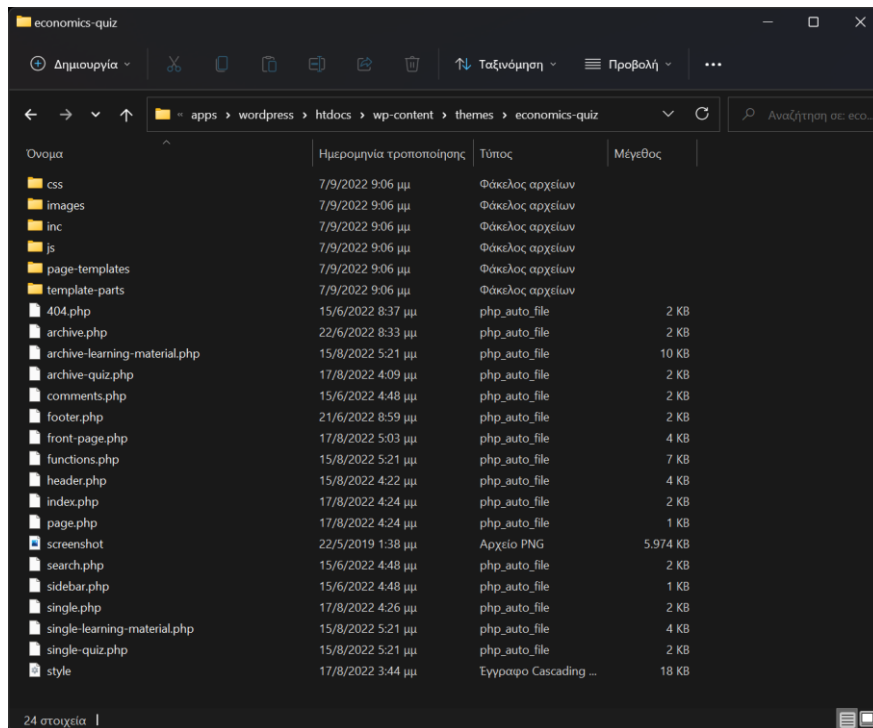 economics-quiz
Δημιουργία Ταξινόμηση Προβολή
« apps › wordpress › htdocs › wp-content › themes › economics-quiz Αναζήτηση σε: eco...
Όνομα Ημερομηνία τροποποίησης Τύπος Μέγεθος
css 7/9/2022 9:06 μμ Φάκελος αρχείων
images 7/9/2022 9:06 μμ Φάκελος αρχείων
inc 7/9/2022 9:06 μμ Φάκελος αρχείων
js 7/9/2022 9:06 μμ Φάκελος αρχείων
page-templates 7/9/2022 9:06 μμ Φάκελος αρχείων
template-parts 7/9/2022 9:06 μμ Φάκελος αρχείων
404.php 15/6/2022 8:37 μμ php_auto_file 2 KB
archive.php 22/6/2022 8:33 μμ php_auto_file 2 KB
archive-learning-material.php 15/8/2022 5:21 μμ php_auto_file 10 KB
archive-quiz.php 17/8/2022 4:09 μμ php_auto_file 2 KB
comments.php 15/6/2022 4:48 μμ php_auto_file 2 KB
footer.php 21/6/2022 8:59 μμ php_auto_file 2 KB
front-page.php 17/8/2022 5:03 μμ php_auto_file 4 KB
functions.php 15/8/2022 5:21 μμ php_auto_file 7 KB
header.php 15/8/2022 4:22 μμ php_auto_file 4 KB
index.php 17/8/2022 4:24 μμ php_auto_file 2 KB
page.php 17/8/2022 4:24 μμ php_auto_file 1 KB
screenshot 22/5/2019 1:38 μμ Αρχείο PNG 5.974 KB
search.php 15/6/2022 4:48 μμ php_auto_file 2 KB
sidebar.php 15/6/2022 4:48 μμ php_auto_file 1 KB
single.php 17/8/2022 4:26 μμ php_auto_file 2 KB
single-learning-material.php 15/8/2022 5:21 μμ php_auto_file 4 KB
single-quiz.php 15/8/2022 5:21 μμ php_auto_file 2 KB
style 17/8/2022 3:44 μμ Έγγραφο Cascading ... 18 KB
24 στοιχεία